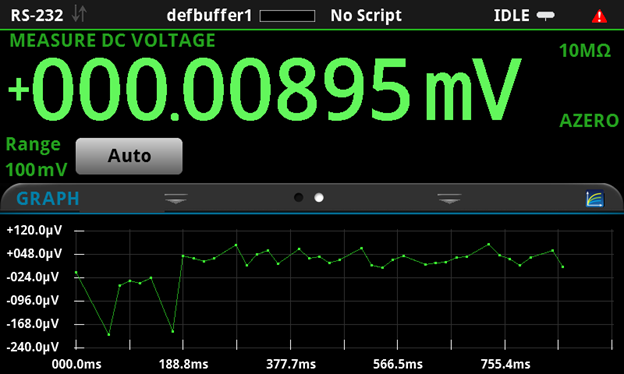 RS-232 defbuffer1 No Script IDLE
MEASURE DC VOLTAGE
10MΩ
+000.00895 mV
AZERO
Range
100mV Auto
GRAPH
+120.0µV
+048.0µV
-024.0µV
-096.0µV
-168.0µV
-240.0µV
000.0ms 188.8ms 377.7ms 566.5ms 755.4ms